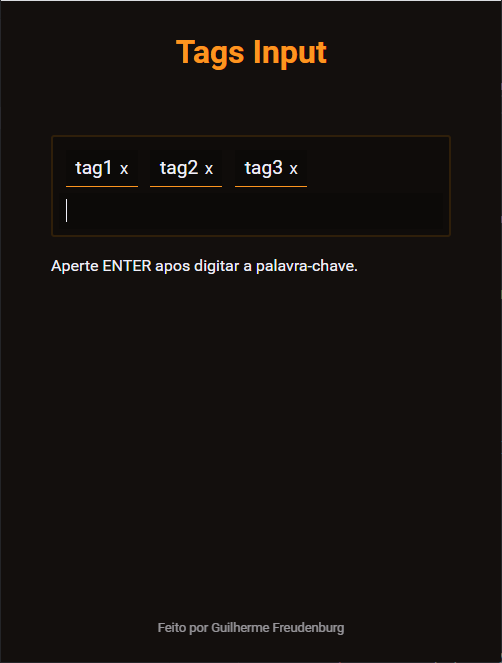 Tags Input
tag1 x tag2 x tag3 x
Aperte ENTER apos digitar a palavra-chave.
Feito por Guilherme Freudenburg